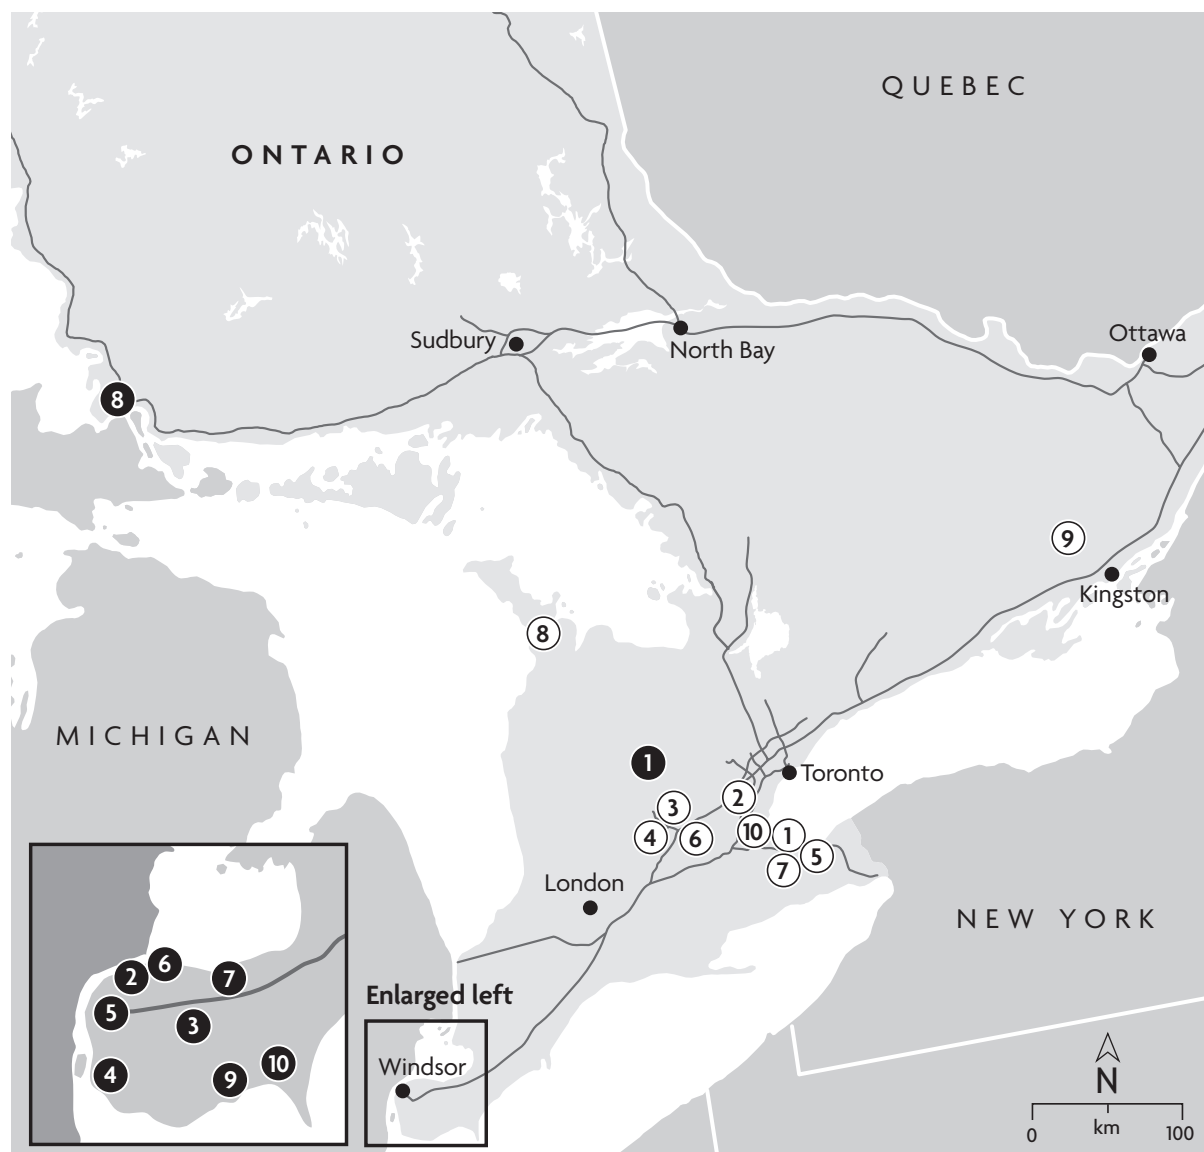 QUEBEC
ONTARIO
Ottawa
Sudbury
North Bay
8
9
Kingston
8
MICHIGAN
1
Toronto
2
3
10
1
4
6
5
7
London
NEW YORK
Enlarged left
6
2
7
5
3
Windsor
10
4
9
N
km
0
100